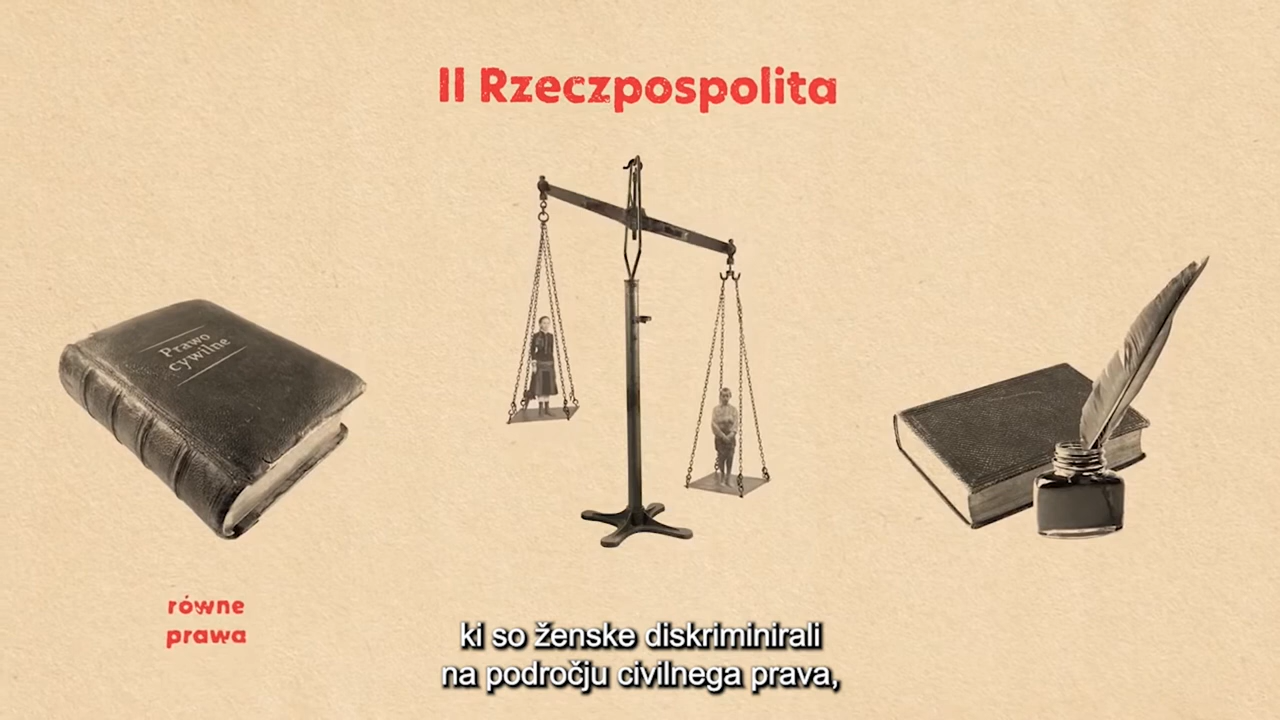 II Rzeczpospolita
Prawo
cywilne
równe
prawa
ki so ženske diskriminirali
na področju civilnega prava,